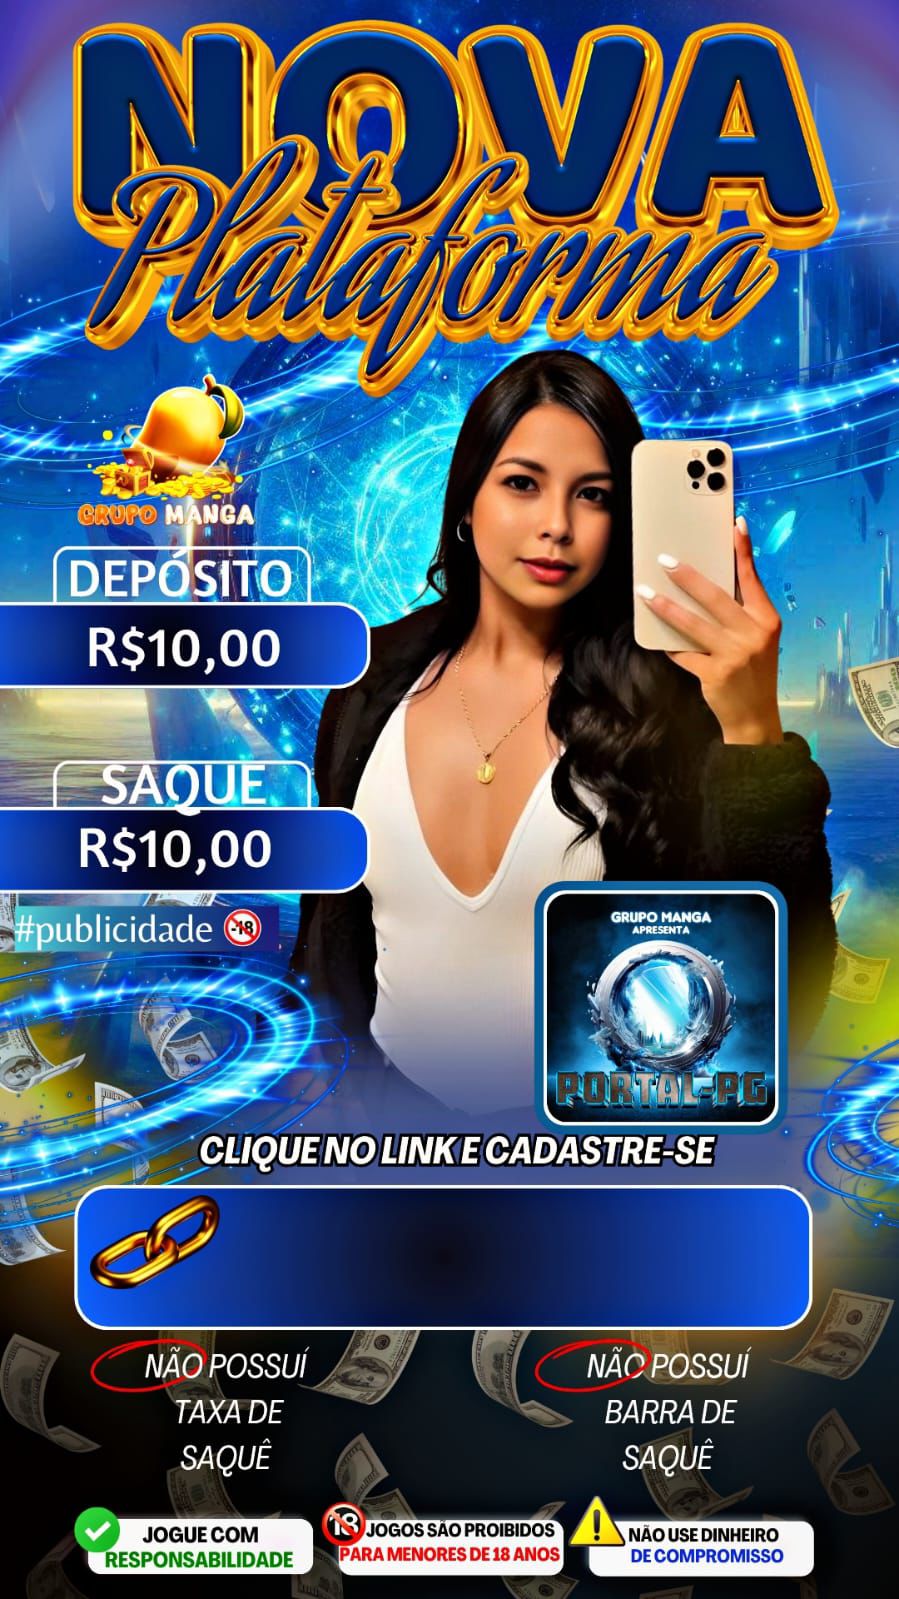 NOVA
Plataforma
GRUPO MANGA
DEPÓSITO
R$10,00
SAQUE
R$10,00
#publicidade -18
GRUPO MANGA
APRESENTA
PORTAL-PG
CLIQUE NO LINK E CADASTRE-SE
NÃO POSSUÍ
TAXA DE
SAQUÊ
NÃO POSSUÍ
BARRA DE
SAQUÊ
JOGUE COM
RESPONSABILIDADE
18 JOGOS SÃO PROIBIDOS
PARA MENORES DE 18 ANOS
NÃO USE DINHEIRO
DE COMPROMISSO